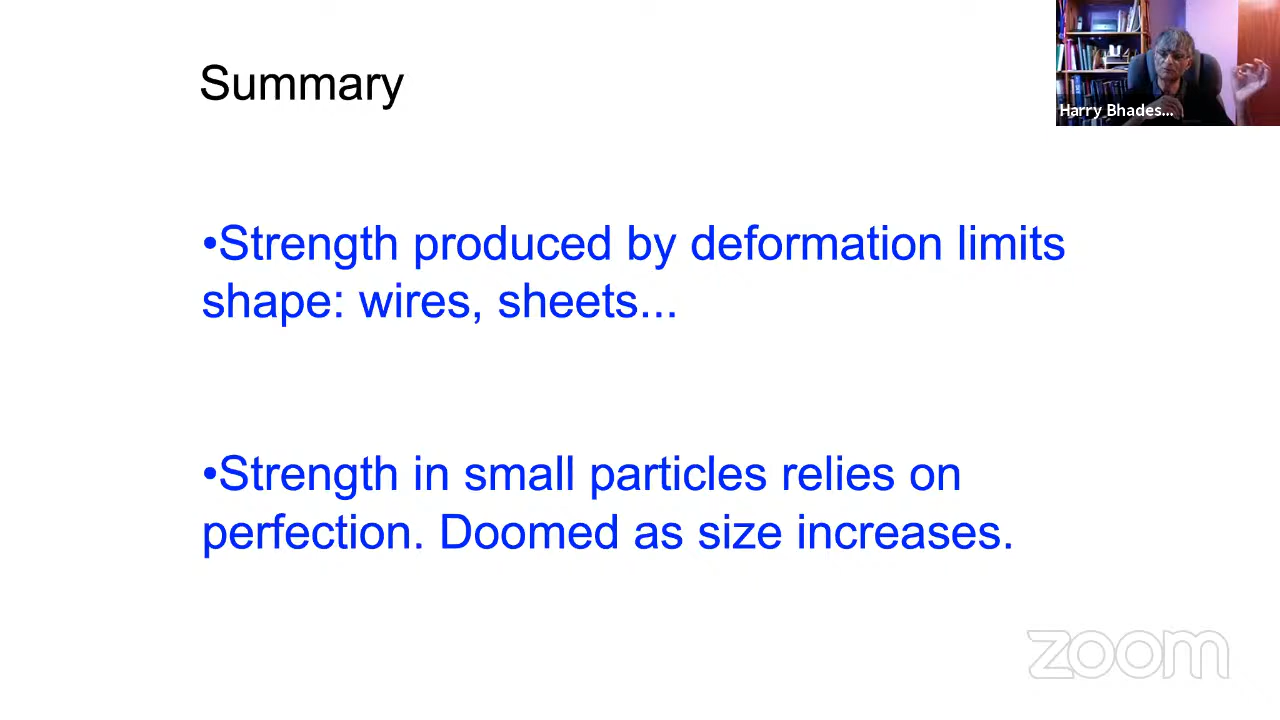 Summary
Harry Bhades...
•Strength produced by deformation limits
shape: wires, sheets...
•Strength in small particles relies on
perfection. Doomed as size increases.
zoom